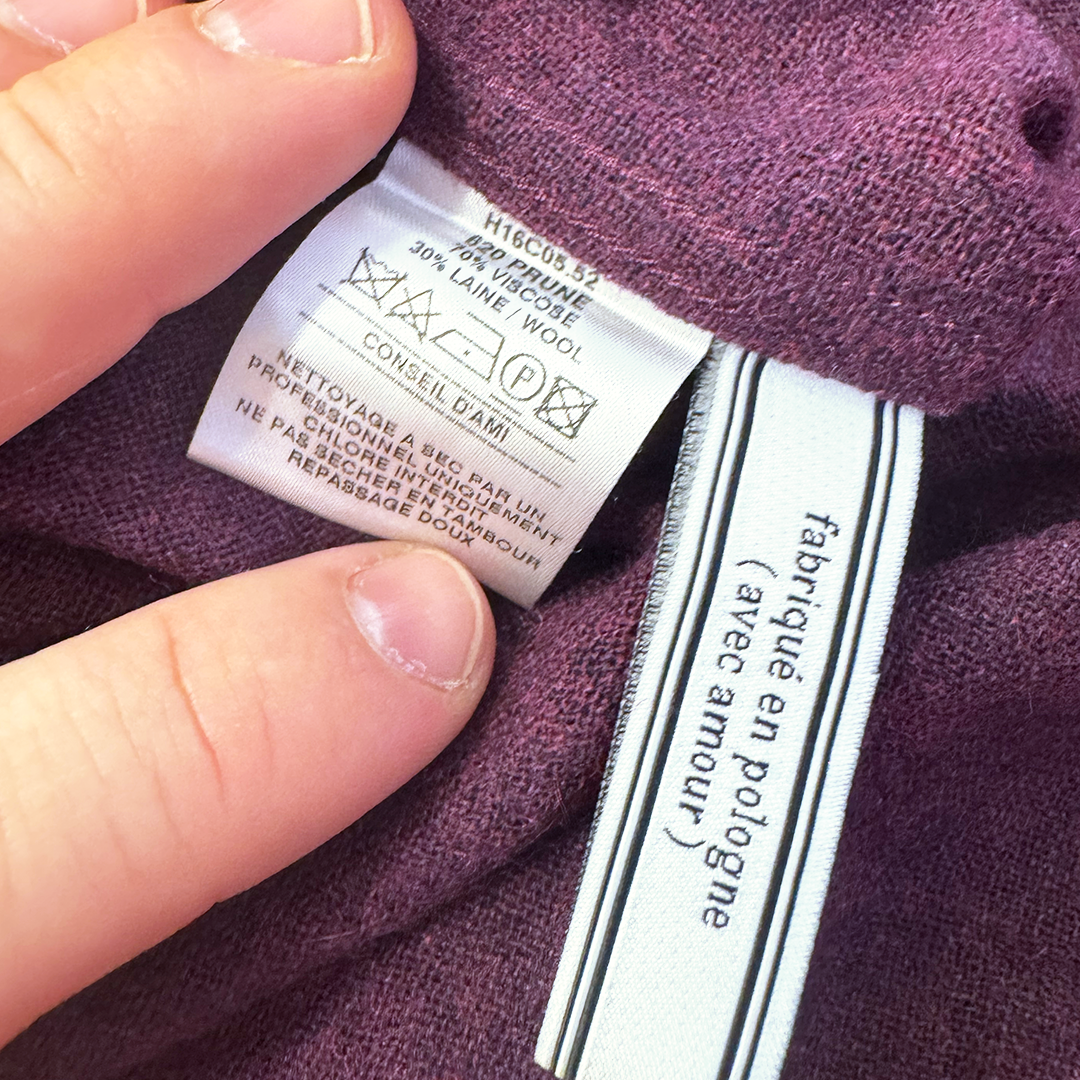 H16C05.52
820 PRUNE
70% VISCOSE
30% LAINE / WOOL
P
CONSEIL D'AMI
NETTOYAGE A SEC PAR UN
PROFESSIONNEL UNIQUEMENT
CHLORE INTERDIT
NE PAS SECHER EN TAMBOUR
REPASSAGE DOUX
fabriqué en pologne
(avec amour)